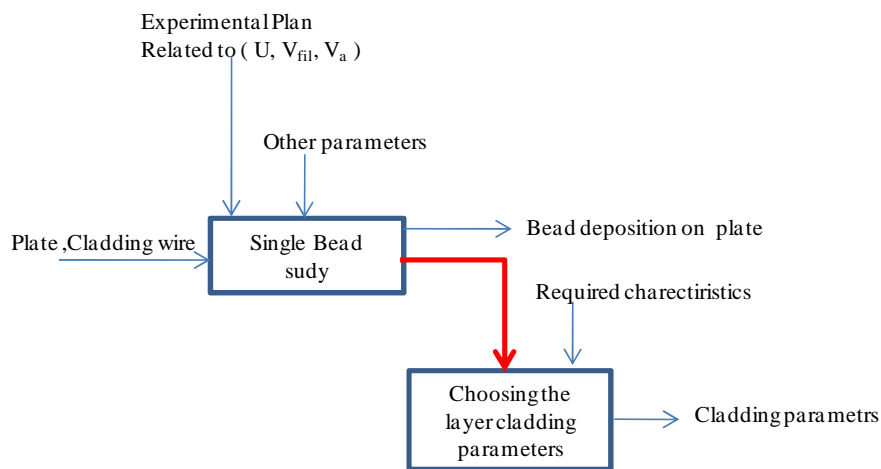 Experimental Plan
Related to ( U, Vfil, Va )
Other parameters
Plate ,Cladding wire
Single Bead
sudy
Bead deposition on plate
Required charectiristics
Choosing the
layer cladding
parameters
Cladding parametrs